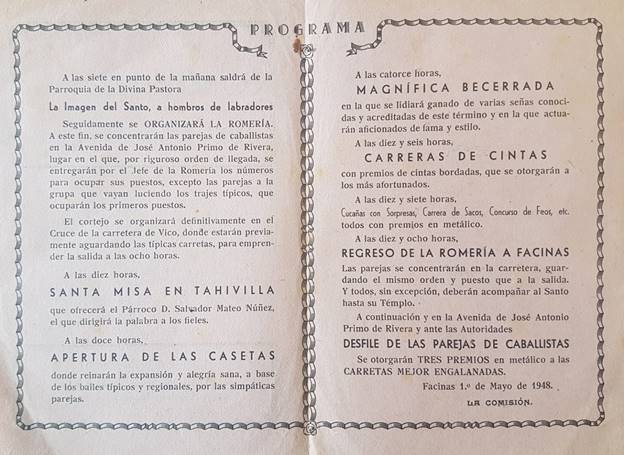 PROGRAMA
A las siete en punto de la mañana saldrá de la
Parroquia de la Divina Pastora
La Imagen del Santo, a hombros de labradores
Seguidamente se ORGANIZARÁ LA ROMERÍA.
A este fin, se concentrarán las parejas de caballistas
en la Avenida de José Antonio Primo de Rivera,
lugar en el que, por riguroso orden de llegada, se
entregarán por el Jefe de la Romería los números
para ocupar sus puestos, excepto las parejas a la
grupa que vayan luciendo los trajes típicos, que
ocuparán los primeros puestos.
El cortejo se organizará definitivamente en el
Cruce de la carretera de Vico, donde estarán previa-
mente aguardando las típicas carretas, para empren-
der la salida a las ocho horas.
A las diez horas,
SANTA MISA EN TAHIVILLA
que ofrecerá el Párroco D. Salvador Mateo Núñez,
el que dirigirá la palabra a los fieles.
A las doce horas,
APERTURA DE LAS CASETAS
donde reinarán la expansión y alegría sana, a base
de los bailes típicos y regionales, por las simpáticas
parejas.
A las catorce horas,
MAGNÍFICA BECERRADA
en la que se lidiará ganado de varias señas conoci-
das y acreditadas de este término y en la que actua-
rán aficionados de fama y estilo.
A las diez y seis horas,
CARRERAS DE CINTAS
con premios de cintas bordadas, que se otorgarán a
los más afortunados.
A las diez y siete horas,
Cucañas con Sorpresas, Carrera de Sacos, Concurso de Feos, etc.
todos con premios en metálico.
A las diez y ocho horas,
REGRESO DE LA ROMERÍA A FACINAS
Las parejas se concentrarán en la carretera, guar-
dando el mismo orden y puesto que a la salida.
Y todos, sin excepción, deberán acompañar al Santo
hasta su Templo.
A continuación y en la Avenida de José Antonio
Primo de Rivera y ante las Autoridades
DESFILE DE LAS PAREJAS DE CABALLISTAS
Se otorgarán TRES PREMIOS en metálico a las
CARRETAS MEJOR ENGALANADAS.
Facinas 1.º de Mayo de 1948.
LA COMISIÓN.